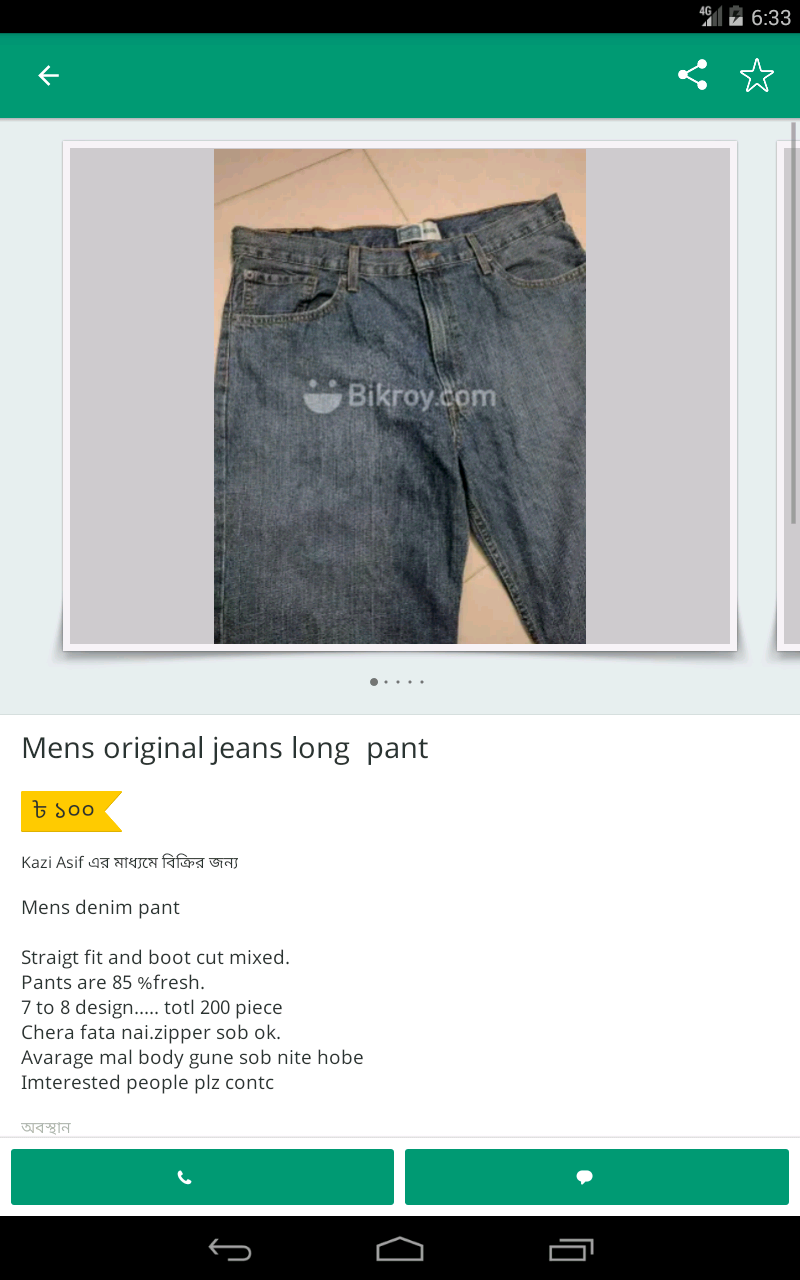 4G 6:33
Bikroy.com
Mens original jeans long  pant
৳ ১০০
Kazi Asif এর মাধ্যমে বিক্রির জন্য
Mens denim pant
Straigt fit and boot cut mixed.
Pants are 85 %fresh.
7 to 8 design..... totl 200 piece
Chera fata nai.zipper sob ok.
Avarage mal body gune sob nite hobe
Imterested people plz contc
অবস্থান